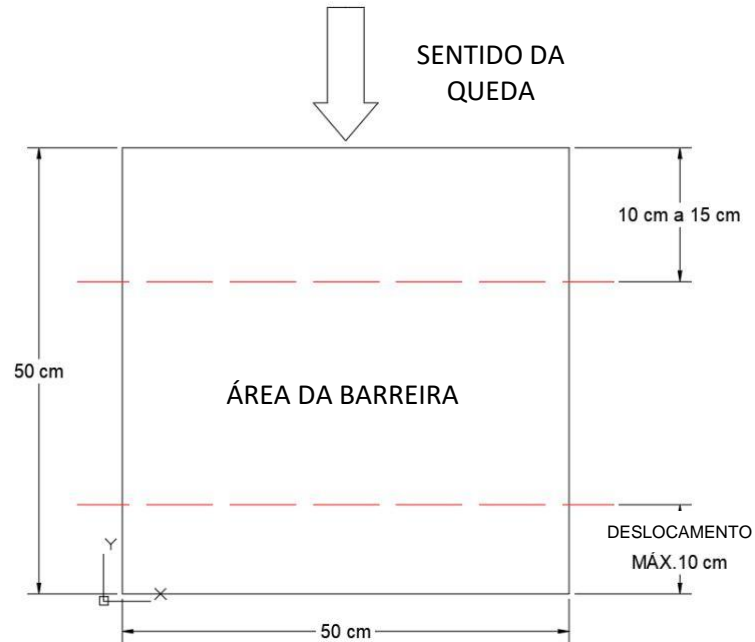 SENTIDO DA
QUEDA
10 cm a 15 cm
50 cm
ÁREA DA BARREIRA
DESLOCAMENTO
MÁX.10 cm
Y
X
50 cm